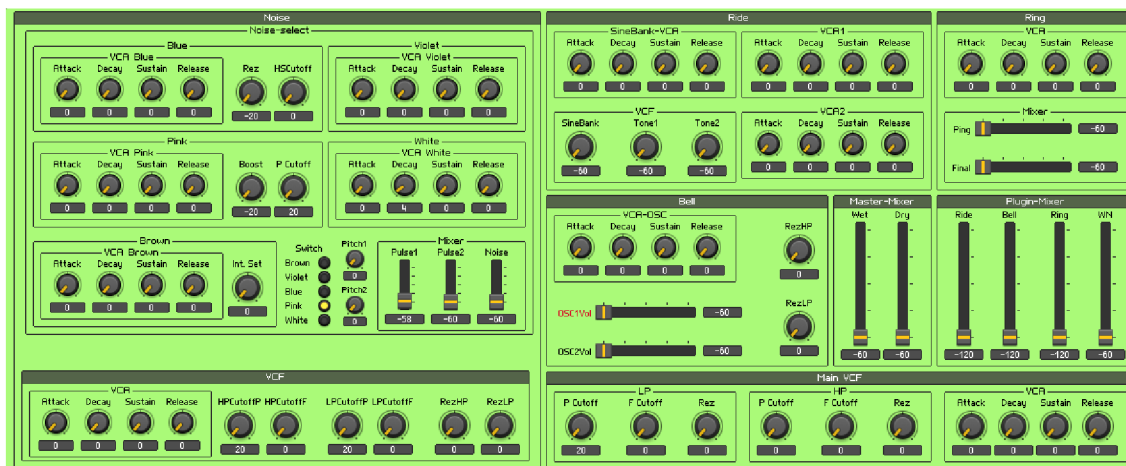 Noise
Noise-select
Blue
VCA Blue
Attack Decay Sustain Release Rez HSCutoff
0 0 0 0 -20 0
Violet
VCA Violet
Attack Decay Sustain Release
0 0 0 0
Pink
VCA Pink
Attack Decay Sustain Release Boost P Cutoff
0 0 0 0 -20 20
White
VCA White
Attack Decay Sustain Release
0 4 0 0
Brown
VCA Brown
Attack Decay Sustain Release Int. Set
0 0 0 0 0
Switch
Brown
Violet
Blue
Pink
White
Pitch1
0
Pitch2
0
Mixer
Pulse1 Pulse2 Noise
-58 -60 -60
VCF
VCA
Attack Decay Sustain Release
0 0 0 0
HPCutoffP HPCutoffF LPCutoffP LPCutoffF RezHP RezLP
20 0 20 0 0 0
Ride
SineBank-VCA
Attack Decay Sustain Release
0 0 0 0
VCA1
Attack Decay Sustain Release
0 0 0 0
VCF
SineBank Tone1 Tone2
-60 -60 -60
VCA2
Attack Decay Sustain Release
0 0 0 0
Ring
VCA
Attack Decay Sustain Release
0 0 0 0
Mixer
Ping -60
Final -60
Bell
VCA-OSC
Attack Decay Sustain Release
0 0 0 0
RezHP
0
OSC1Vol -60
RezLP
0
OSC2Vol -60
Master-Mixer
Wet Dry
-60 -60
Plugin-Mixer
Ride Bell Ring WN
-120 -120 -120 -60
Main VCF
LP
P Cutoff F Cutoff Rez
20 0 0
HP
P Cutoff F Cutoff Rez
0 0 0
VCA
Attack Decay Sustain Release
0 0 0 0